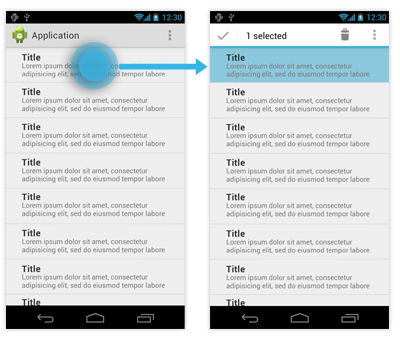 12:30
Application
Title
Lorem ipsum dolor sit amet, consectetur
adipisicing elit, sed do eiusmod tempor labore
Title
Lorem ipsum dolor sit amet, consectetur
adipisicing elit, sed do eiusmod tempor labore
Title
Lorem ipsum dolor sit amet, consectetur
adipisicing elit, sed do eiusmod tempor labore
Title
Lorem ipsum dolor sit amet, consectetur
adipisicing elit, sed do eiusmod tempor labore
Title
Lorem ipsum dolor sit amet, consectetur
adipisicing elit, sed do eiusmod tempor labore
Title
Lorem ipsum dolor sit amet, consectetur
adipisicing elit, sed do eiusmod tempor labore
Title
Lorem ipsum dolor sit amet, consectetur
adipisicing elit, sed do eiusmod tempor labore
Title
12:30
1 selected
Title
Lorem ipsum dolor sit amet, consectetur
adipisicing elit, sed do eiusmod tempor labore
Title
Lorem ipsum dolor sit amet, consectetur
adipisicing elit, sed do eiusmod tempor labore
Title
Lorem ipsum dolor sit amet, consectetur
adipisicing elit, sed do eiusmod tempor labore
Title
Lorem ipsum dolor sit amet, consectetur
adipisicing elit, sed do eiusmod tempor labore
Title
Lorem ipsum dolor sit amet, consectetur
adipisicing elit, sed do eiusmod tempor labore
Title
Lorem ipsum dolor sit amet, consectetur
adipisicing elit, sed do eiusmod tempor labore
Title
Lorem ipsum dolor sit amet, consectetur
adipisicing elit, sed do eiusmod tempor labore
Title